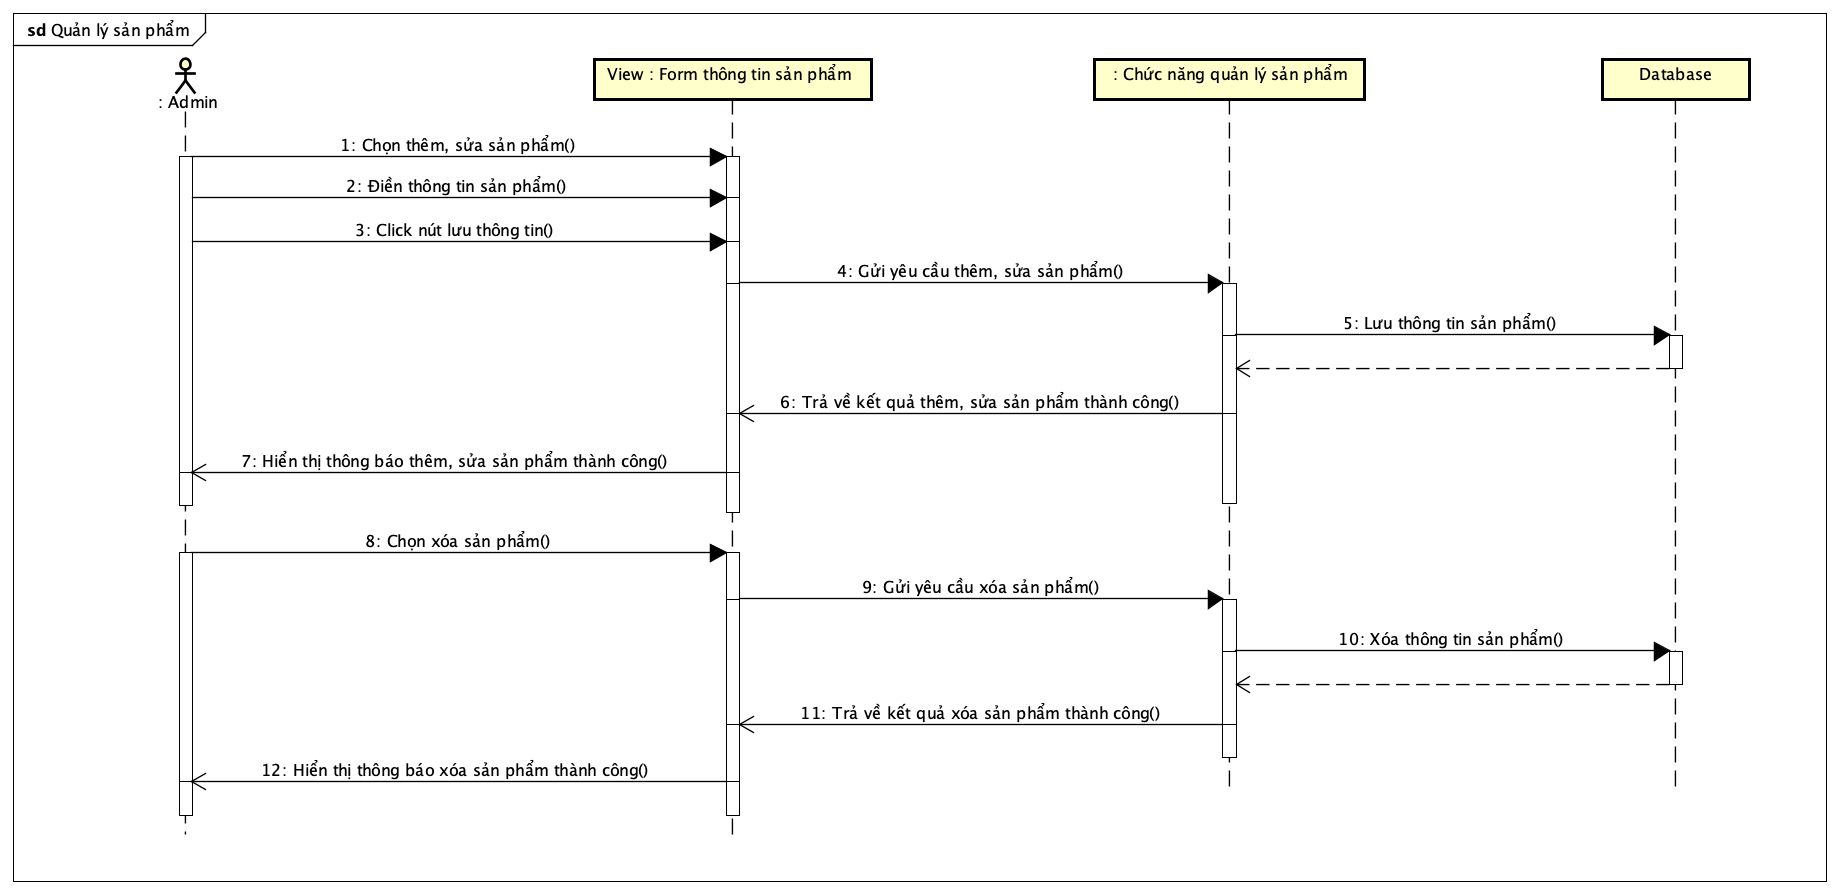 sd Quản lý sản phẩm
: Admin
View : Form thông tin sản phẩm
: Chức năng quản lý sản phẩm
Database
1: Chọn thêm, sửa sản phẩm()
2: Điền thông tin sản phẩm()
3: Click nút lưu thông tin()
4: Gửi yêu cầu thêm, sửa sản phẩm()
5: Lưu thông tin sản phẩm()
6: Trả về kết quả thêm, sửa sản phẩm thành công()
7: Hiển thị thông báo thêm, sửa sản phẩm thành công()
8: Chọn xóa sản phẩm()
9: Gửi yêu cầu xóa sản phẩm()
10: Xóa thông tin sản phẩm()
11: Trả về kết quả xóa sản phẩm thành công()
12: Hiển thị thông báo xóa sản phẩm thành công()